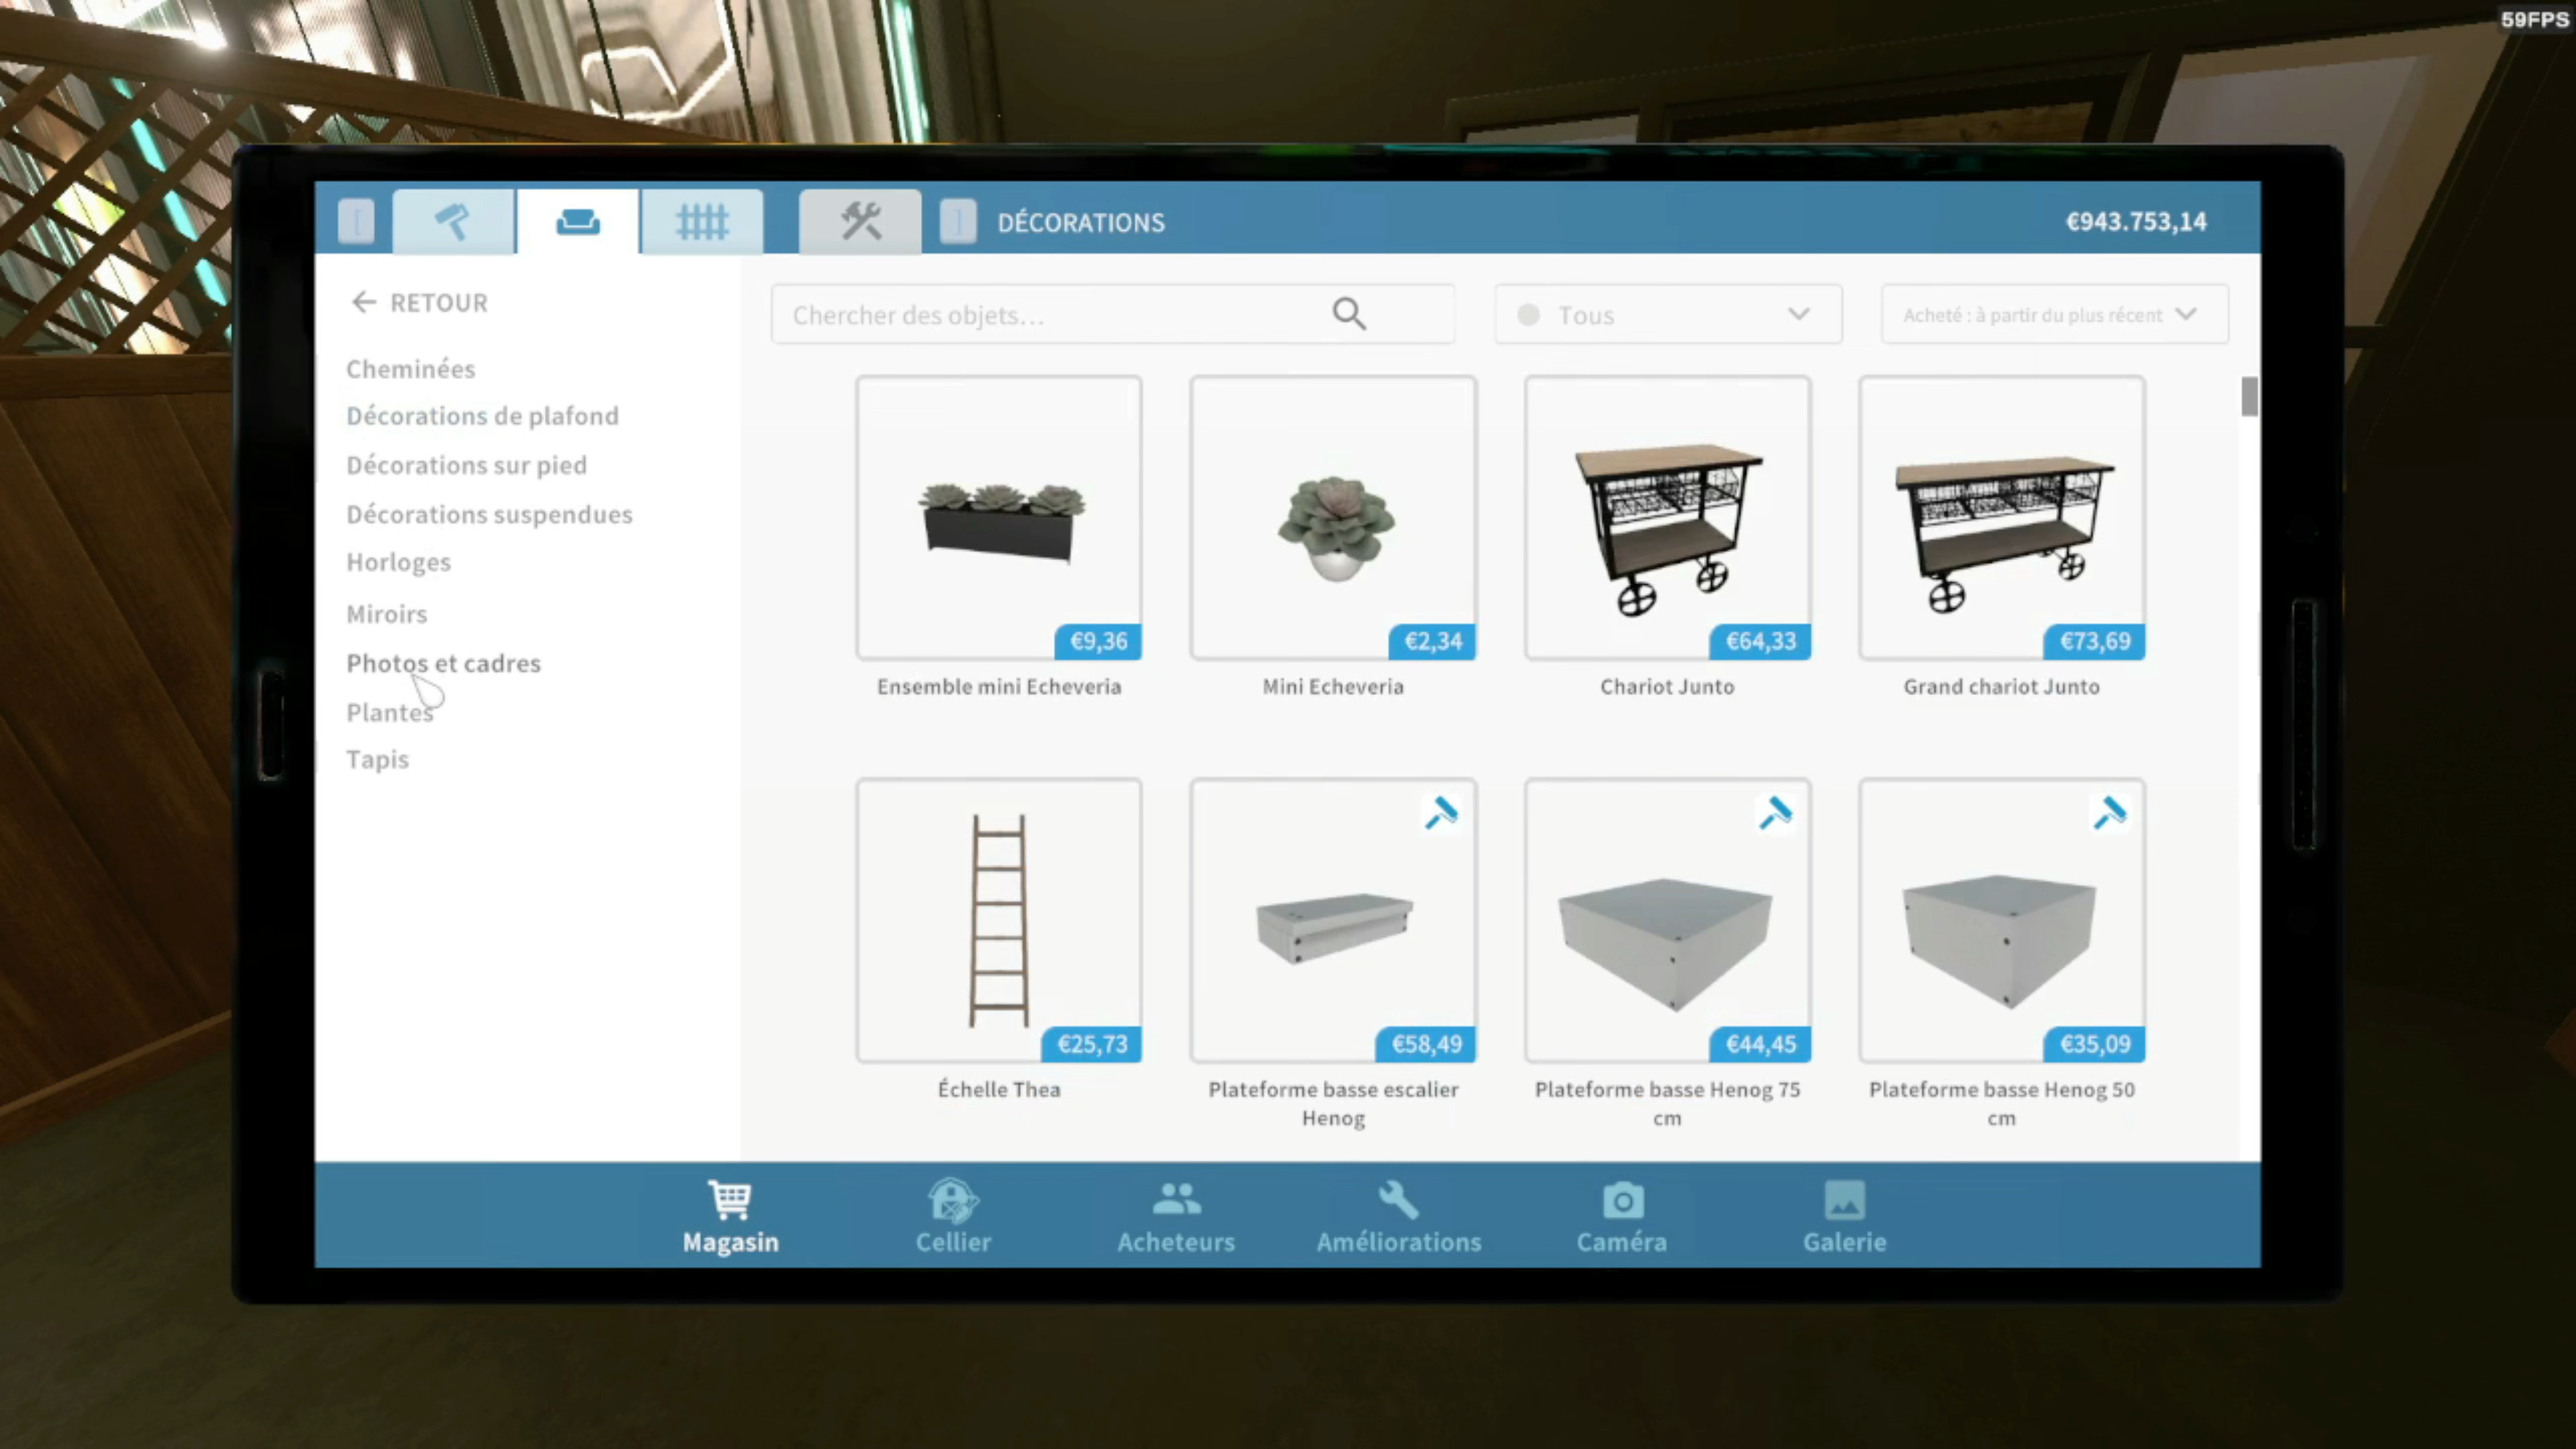 59FPS
[
]
DÉCORATIONS
€943.753,14
RETOUR
Chercher des objets...
Tous
Acheté : à partir du plus récent
Cheminées
Décorations de plafond
Décorations sur pied
Décorations suspendues
Horloges
Miroirs
Photos et cadres
Plantes
Tapis
€9,36
€2,34
€64,33
€73,69
Ensemble mini Echeveria
Mini Echeveria
Chariot Junto
Grand chariot Junto
€25,73
€58,49
€44,45
€35,09
Échelle Thea
Plateforme basse escalier
Henog
Plateforme basse Henog 75
cm
Plateforme basse Henog 50
cm
Magasin
Cellier
Acheteurs
Améliorations
Caméra
Galerie